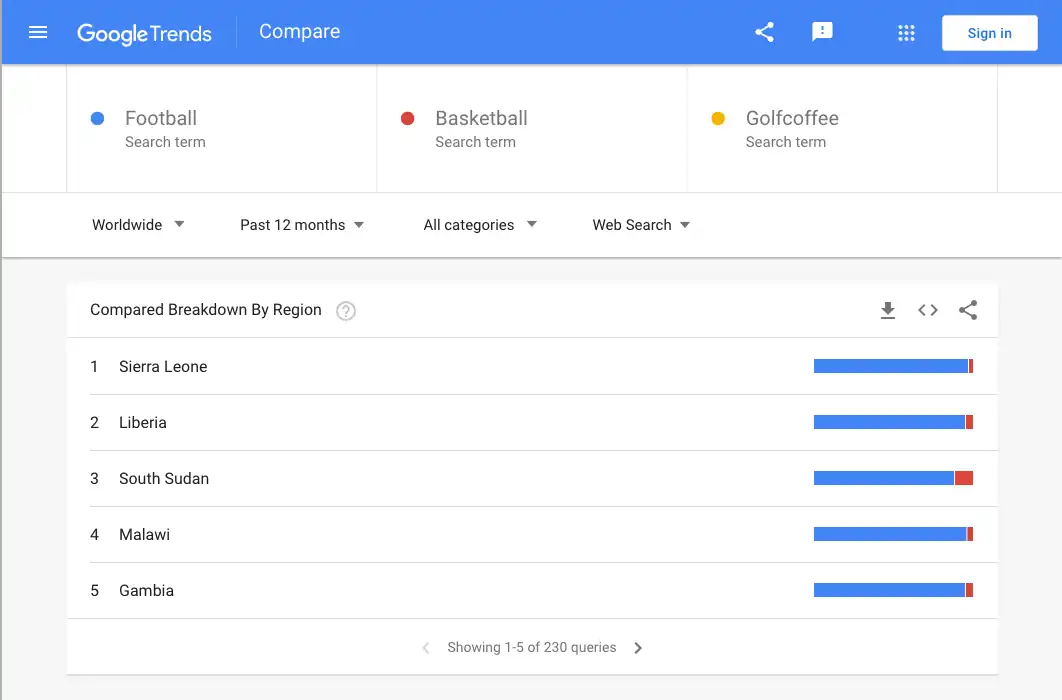 Google Trends Compare Sign in
Football Basketball Golfcoffee
Search term Search term Search term
Worldwide Past 12 months All categories Web Search
Compared Breakdown By Region ?
1 Sierra Leone
2 Liberia
3 South Sudan
4 Malawi
5 Gambia
Showing 1-5 of 230 queries